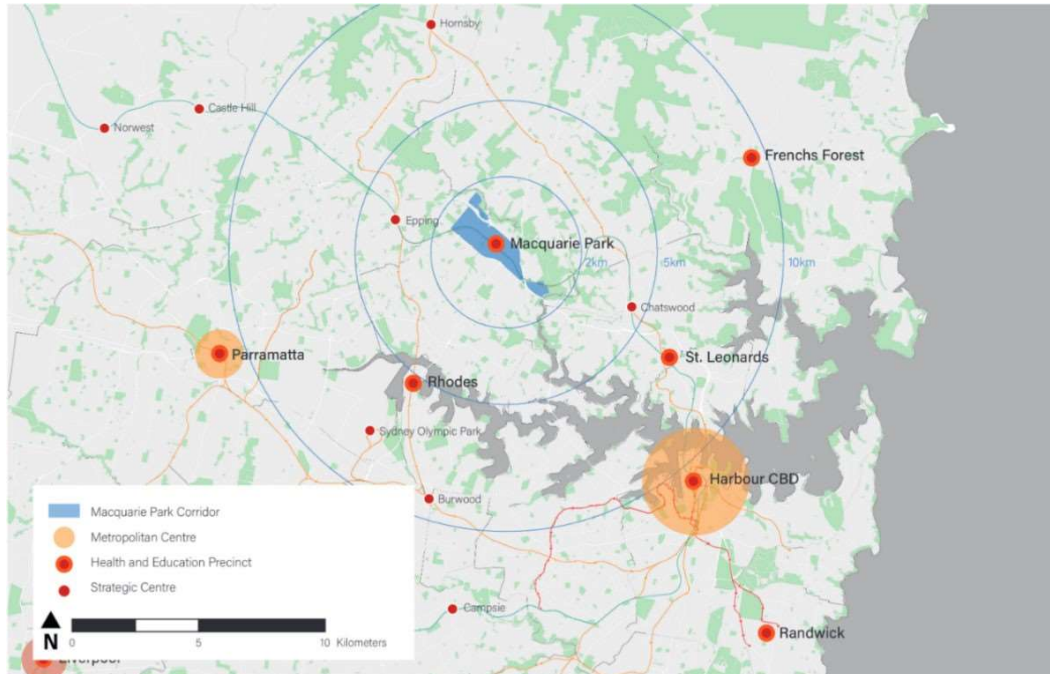 Hornsby
Castle Hill
Norwest
Frenchs Forest
Epping
Macquarie Park
2km
5km
10km
Chatswood
Parramatta
St. Leonards
Rhodes
Sydney Olympic Park
Harbour CBD
Burwood
Macquarie Park Corridor
Metropolitan Centre
Health and Education Precinct
Strategic Centre
N
0 5 10 Kilometers
Campsie
Randwick
Liverpool